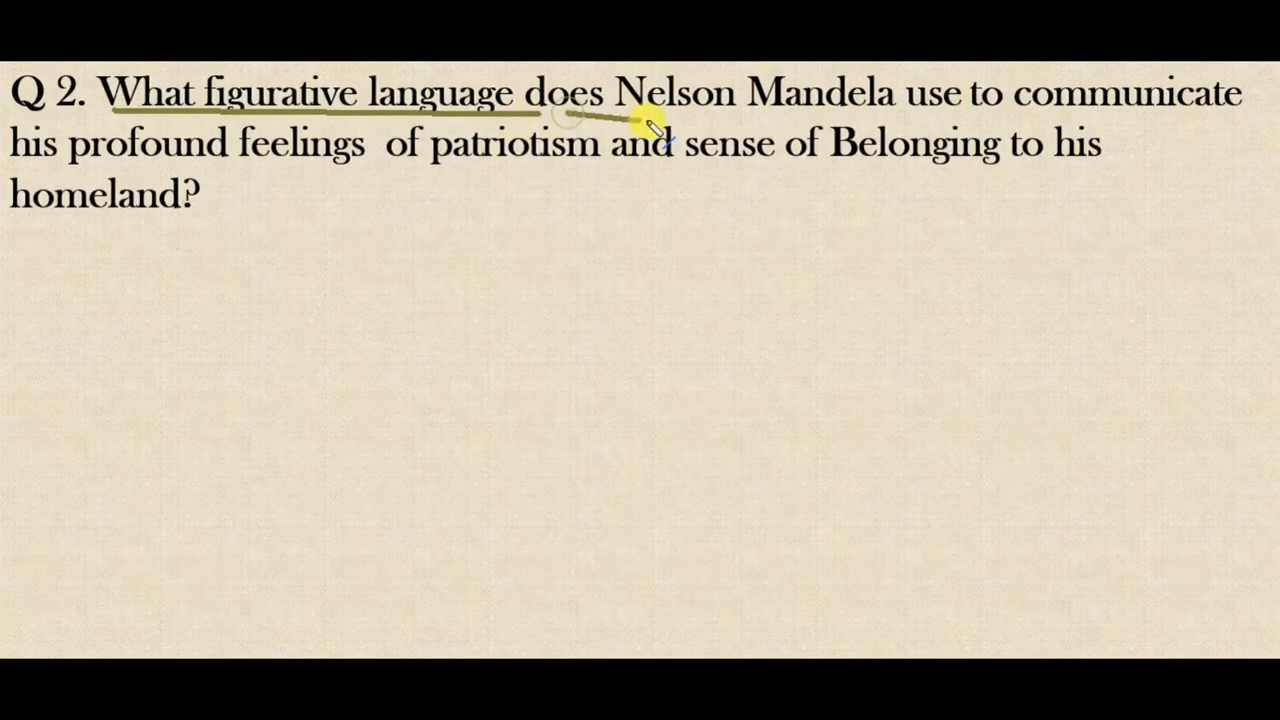 Q 2. What figurative language does Nelson Mandela use to communicate
his profound feelings of patriotism and sense of Belonging to his
homeland?